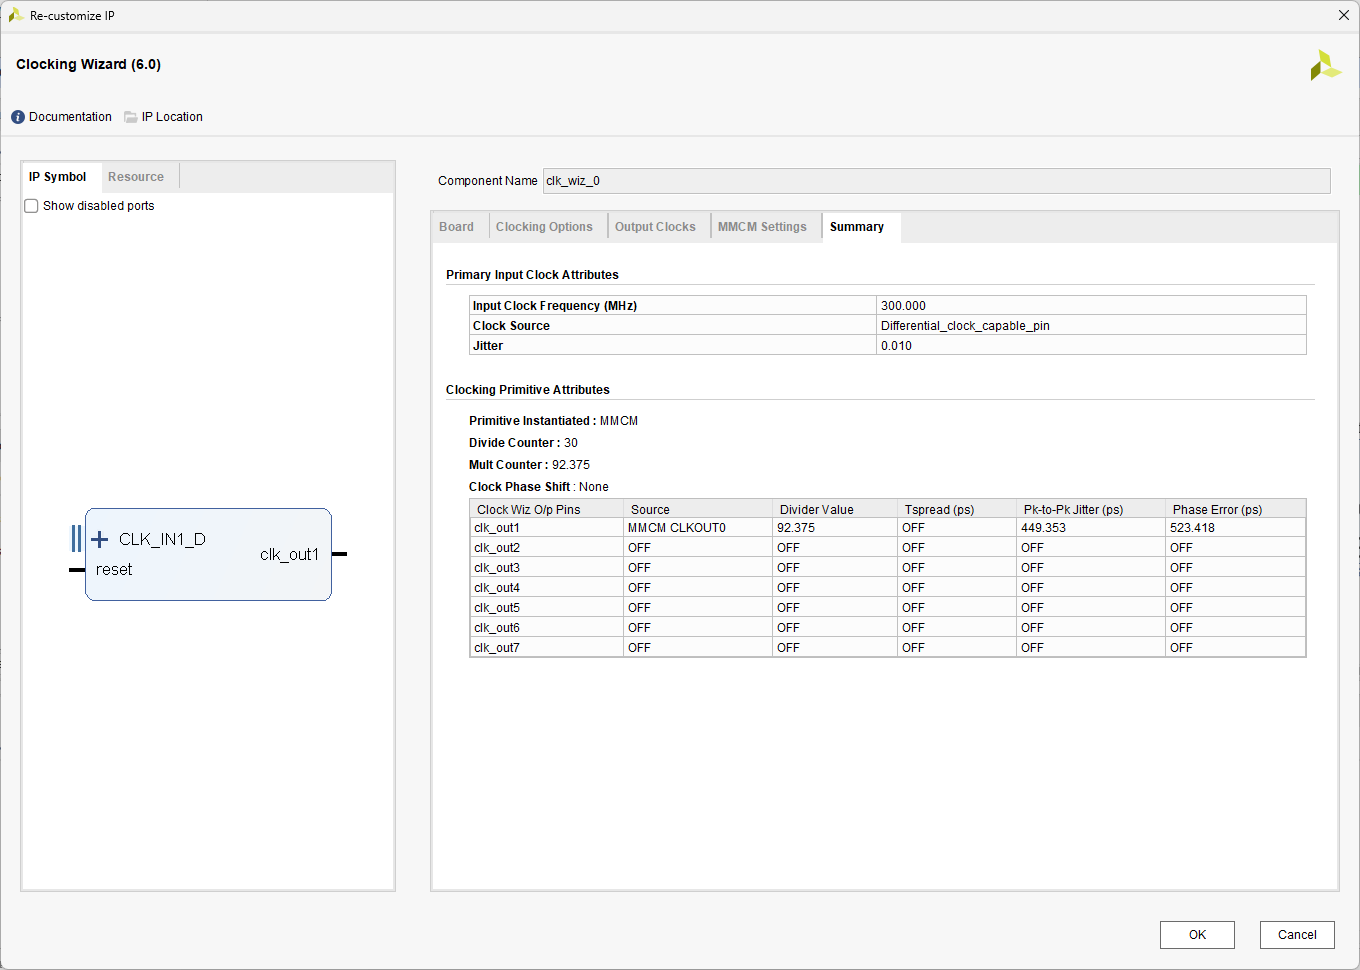 Re-customize IP
Clocking Wizard (6.0)
Documentation IP Location
IP Symbol Resource
Show disabled ports
CLK_IN1_D
reset
clk_out1
Component Name clk_wiz_0
Board Clocking Options Output Clocks MMCM Settings Summary
Primary Input Clock Attributes
Input Clock Frequency (MHz) 300.000
Clock Source Differential_clock_capable_pin
Jitter 0.010
Clocking Primitive Attributes
Primitive Instantiated : MMCM
Divide Counter : 30
Mult Counter : 92.375
Clock Phase Shift : None
Clock Wiz O/p Pins Source Divider Value Tspread (ps) Pk-to-Pk Jitter (ps) Phase Error (ps)
clk_out1 MMCM CLKOUT0 92.375 OFF 449.353 523.418
clk_out2 OFF OFF OFF OFF OFF
clk_out3 OFF OFF OFF OFF OFF
clk_out4 OFF OFF OFF OFF OFF
clk_out5 OFF OFF OFF OFF OFF
clk_out6 OFF OFF OFF OFF OFF
clk_out7 OFF OFF OFF OFF OFF
OK Cancel